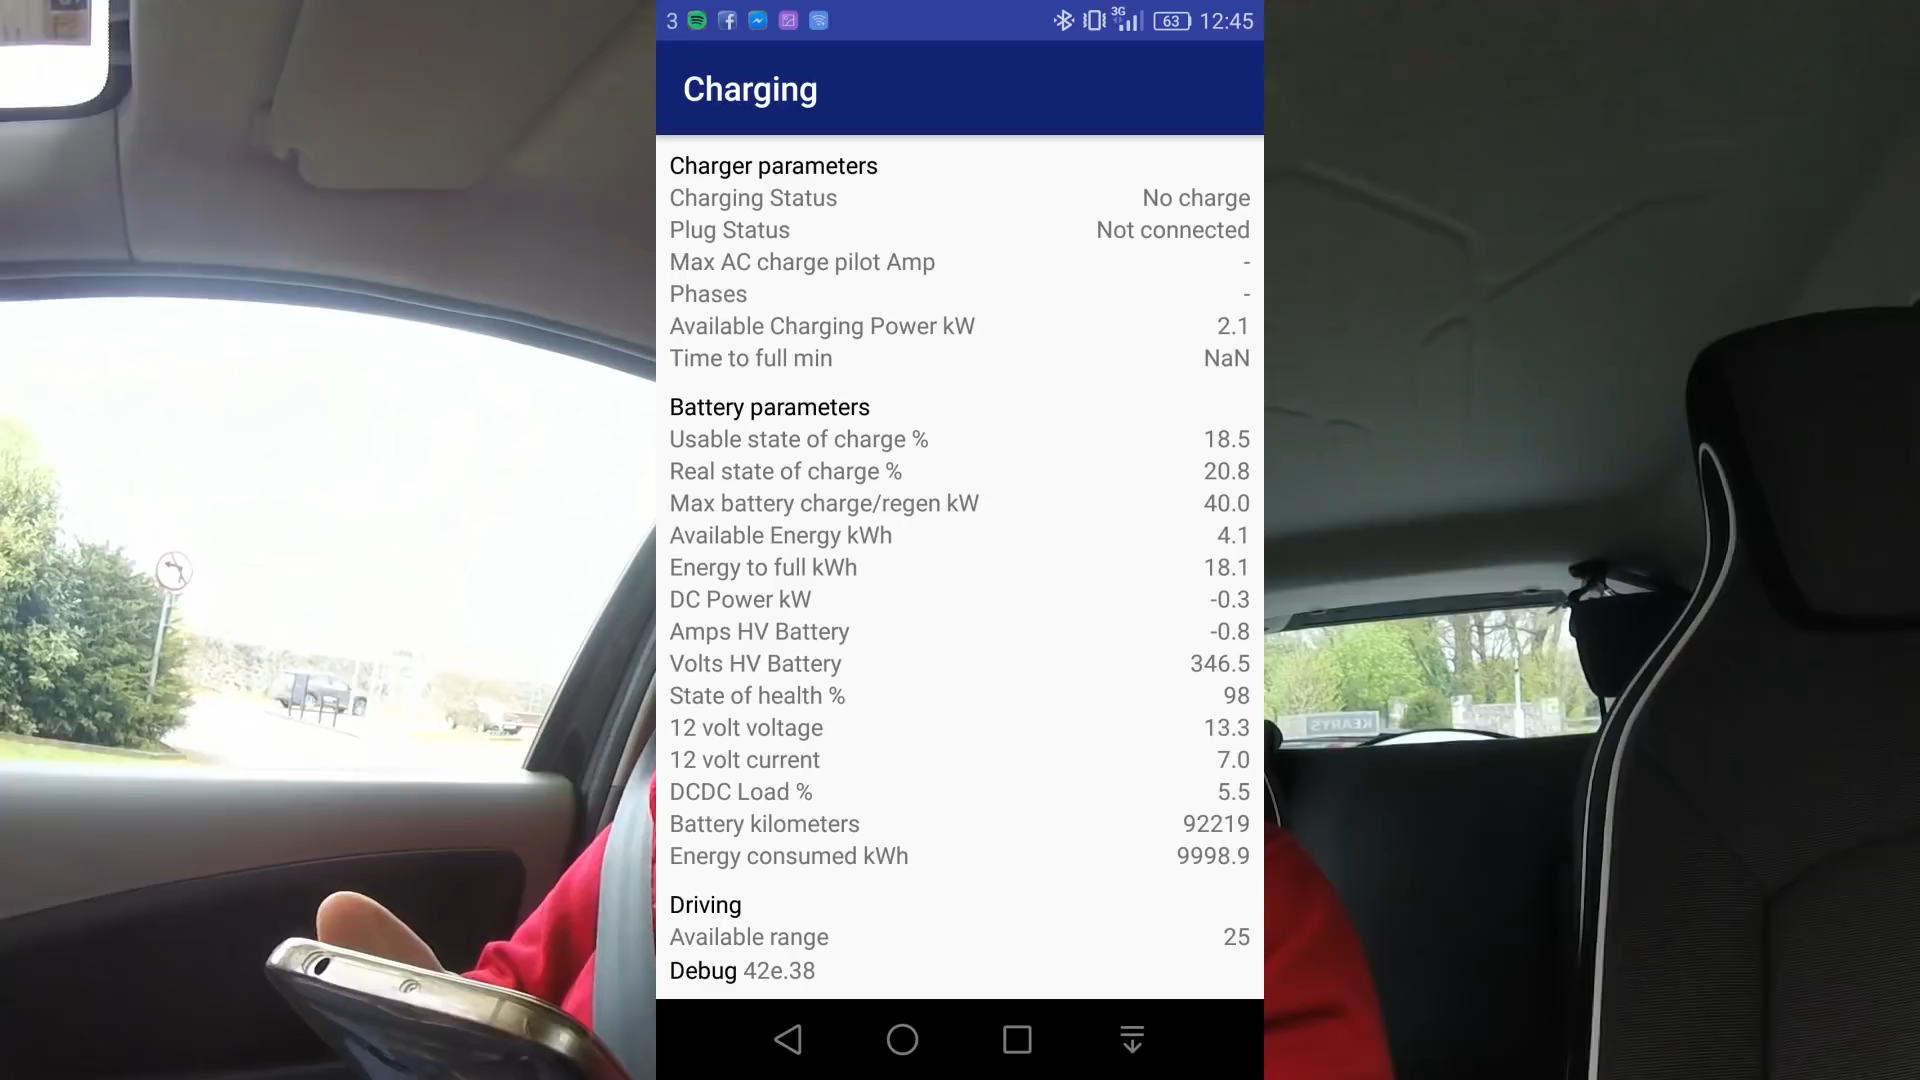 3
3G
63
12:45
Charging
Charger parameters
Charging Status No charge
Plug Status Not connected
Max AC charge pilot Amp -
Phases -
Available Charging Power kW 2.1
Time to full min NaN
Battery parameters
Usable state of charge % 18.5
Real state of charge % 20.8
Max battery charge/regen kW 40.0
Available Energy kWh 4.1
Energy to full kWh 18.1
DC Power kW -0.3
Amps HV Battery -0.8
Volts HV Battery 346.5
State of health % 98
12 volt voltage 13.3
12 volt current 7.0
DCDC Load % 5.5
Battery kilometers 92219
Energy consumed kWh 9998.9
Driving
Available range 25
Debug 42e.38
KEARYS